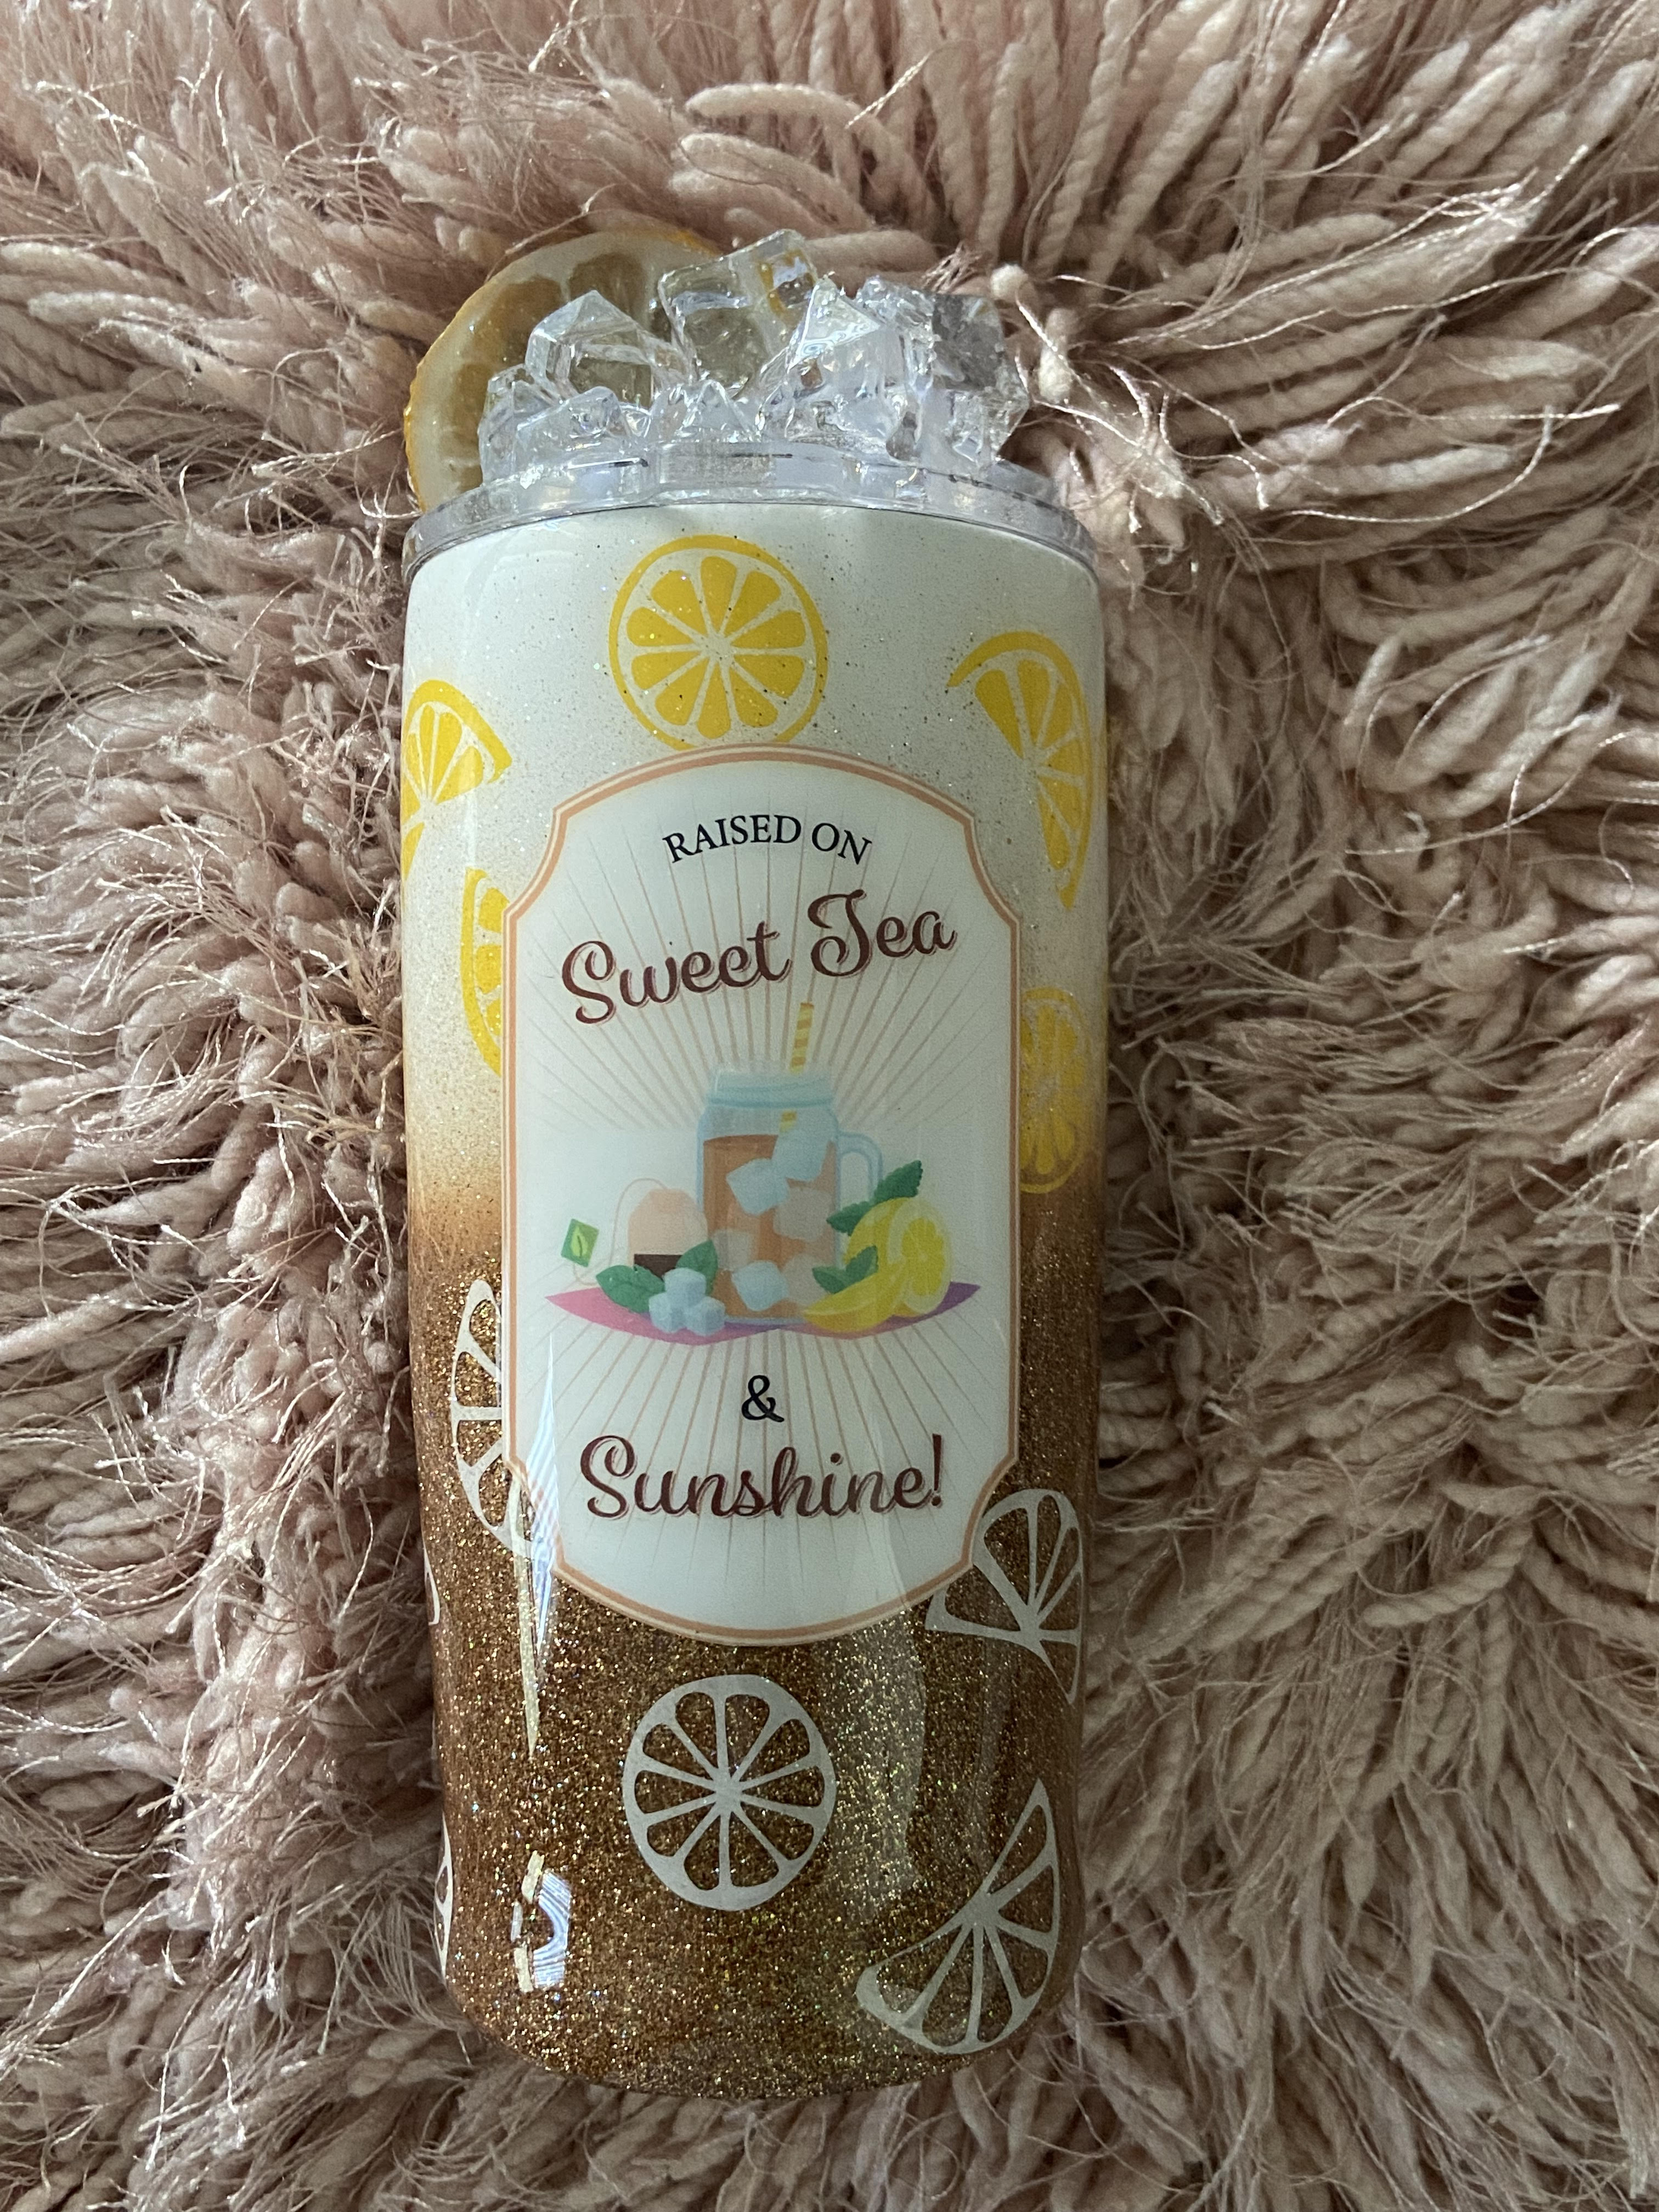 RAISED ON
Sweet Tea
&
Sunshine!